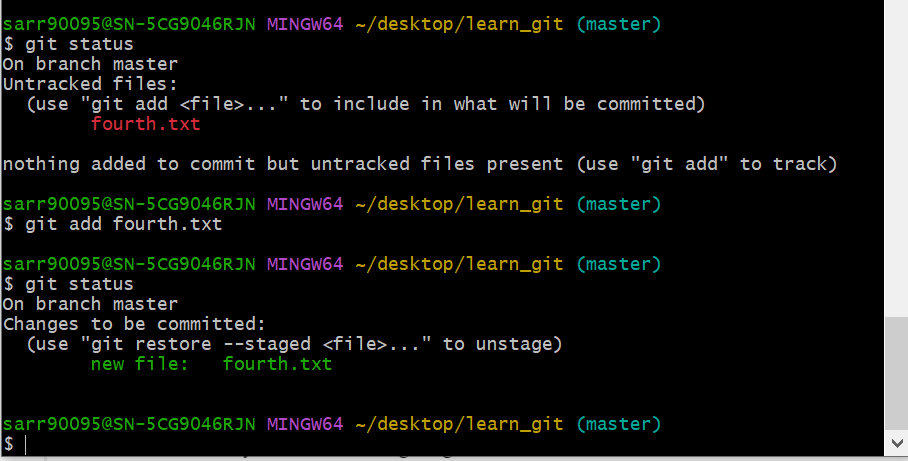 sarr90095@SN-5CG9046RJN MINGW64 ~/desktop/learn_git (master)
$ git status
On branch master
Untracked files:
  (use "git add <file>..." to include in what will be committed)
        fourth.txt

nothing added to commit but untracked files present (use "git add" to track)

sarr90095@SN-5CG9046RJN MINGW64 ~/desktop/learn_git (master)
$ git add fourth.txt

sarr90095@SN-5CG9046RJN MINGW64 ~/desktop/learn_git (master)
$ git status
On branch master
Changes to be committed:
  (use "git restore --staged <file>..." to unstage)
        new file:   fourth.txt


sarr90095@SN-5CG9046RJN MINGW64 ~/desktop/learn_git (master)
$